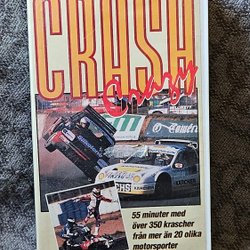 CRASH
Crazy
55 minuter med
över 350 krascher
från mer än 20 olika
motorsporter